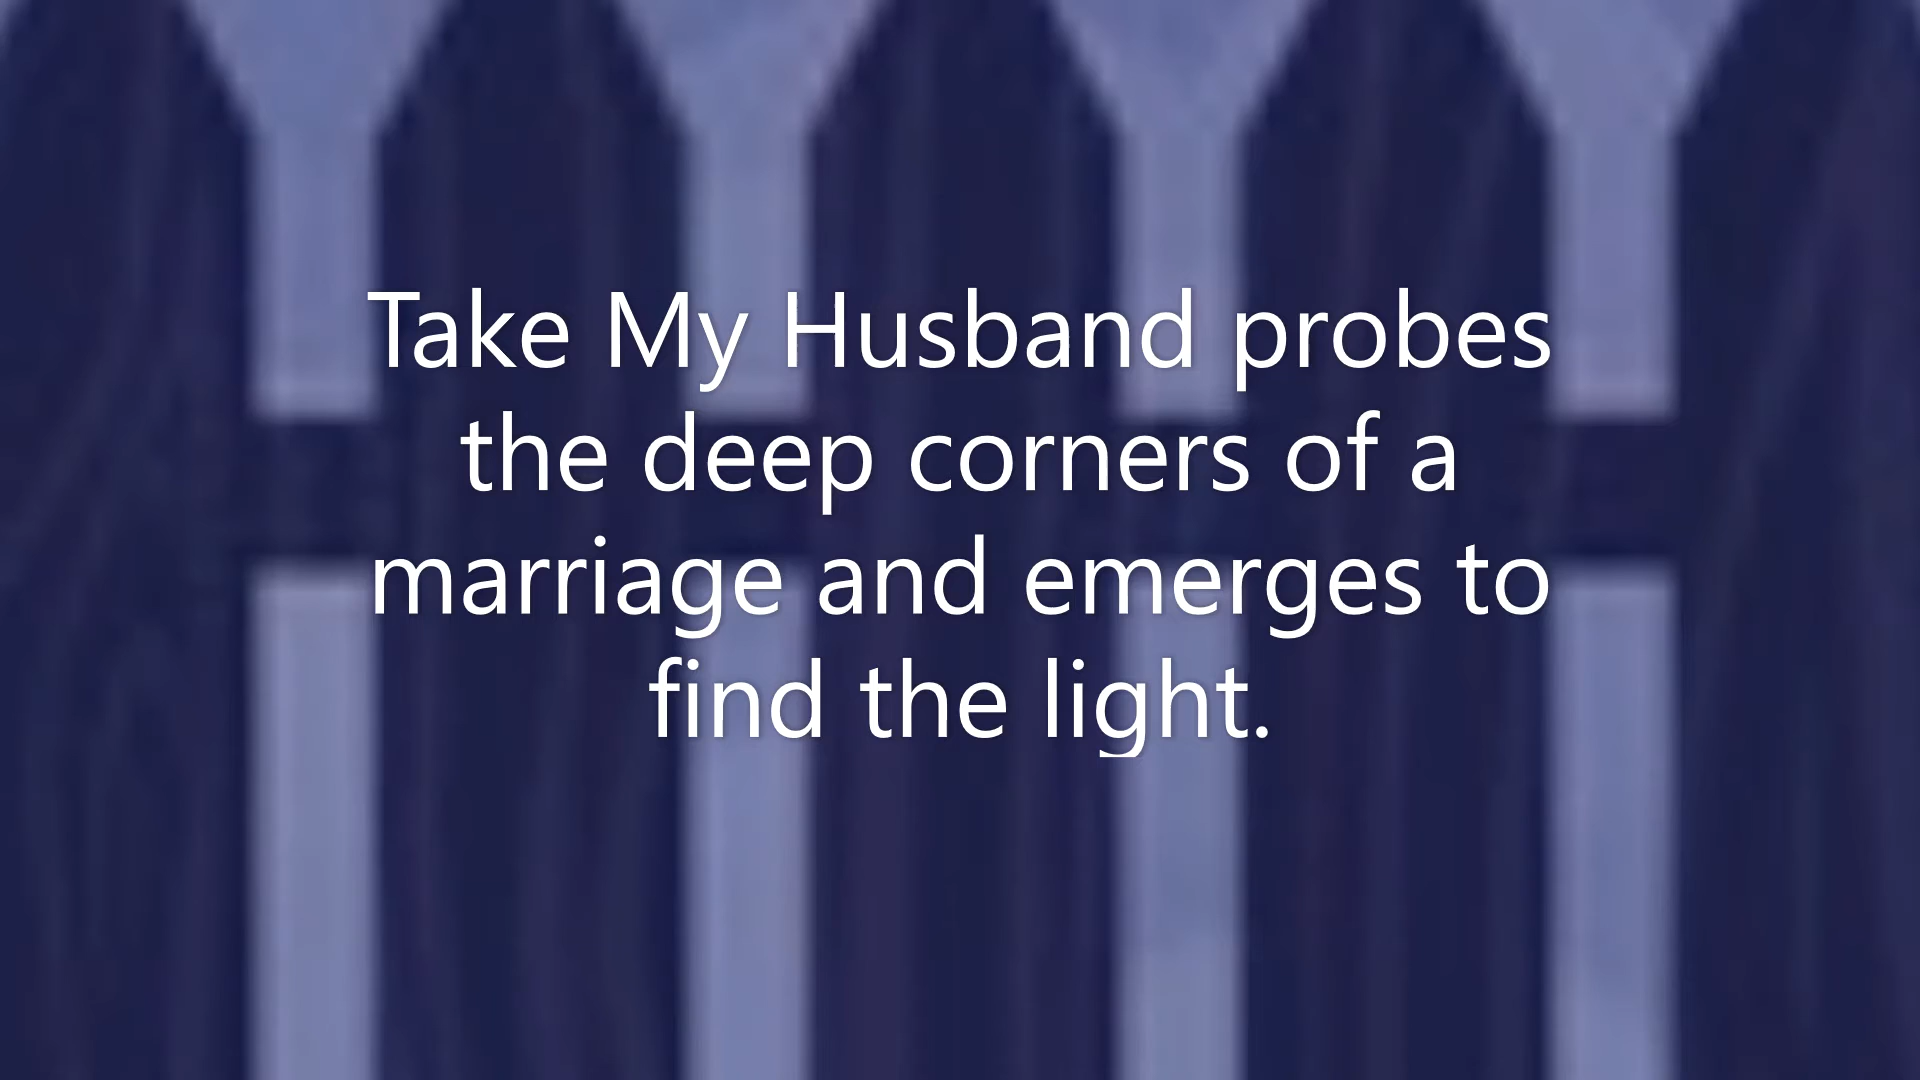 Take My Husband probes
the deep corners of a
marriage and emerges to
find the light.